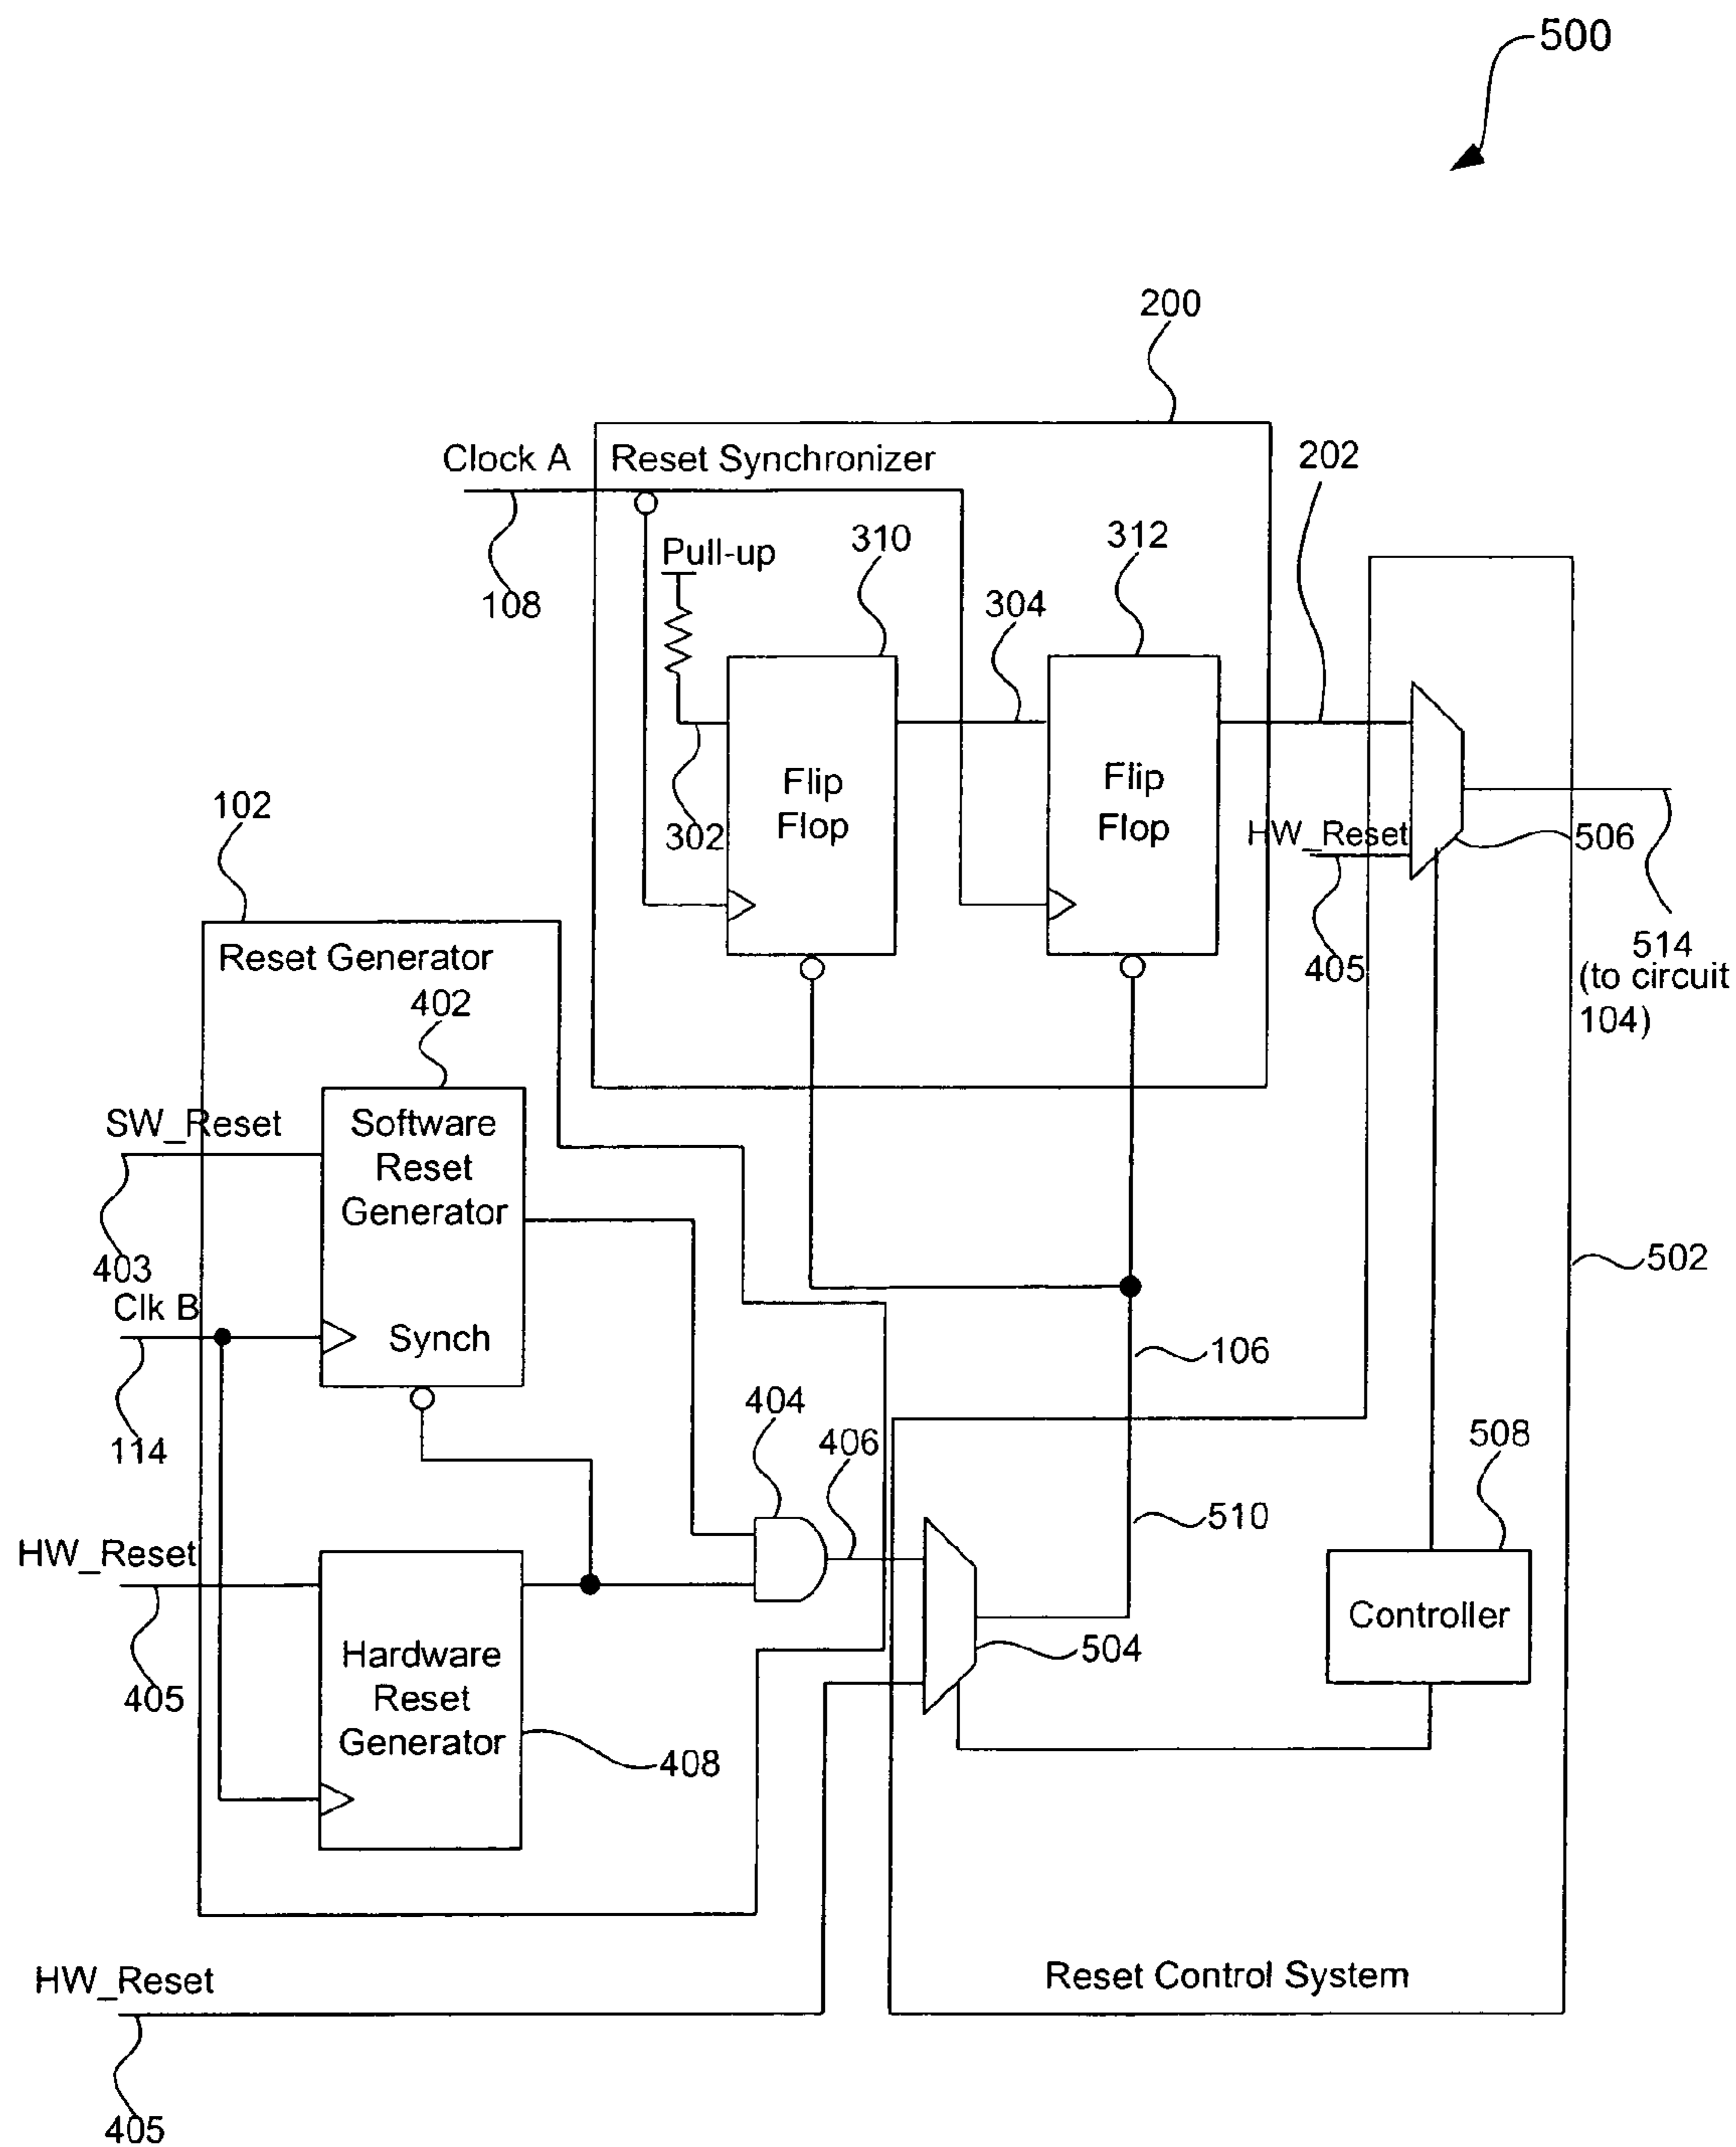 500
200
Clock A
Reset Synchronizer
202
Pull-up
310
312
108
304
302
Flip
Flop
Flip
Flop
HW_Reset
506
405
514
(to circuit
104)
102
Reset Generator
402
SW_Reset
Software
Reset
Generator
403
Clk B
Synch
114
502
106
404
406
508
510
HW_Reset
405
Hardware
Reset
Generator
408
504
Controller
HW_Reset
405
Reset Control System